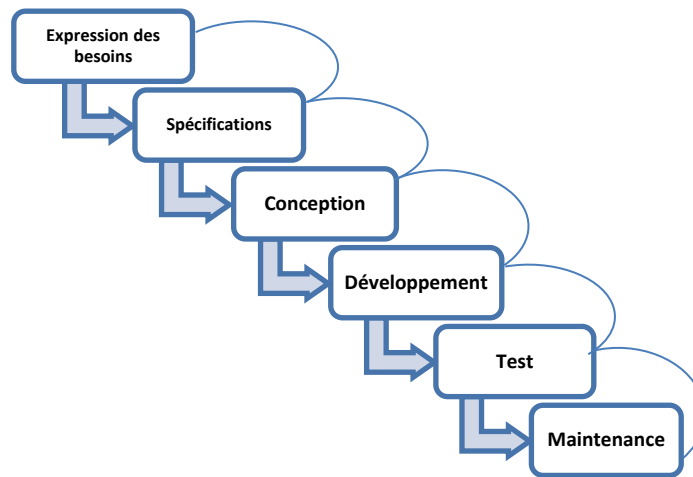 Expression des
besoins
Spécifications
Conception
Développement
Test
Maintenance